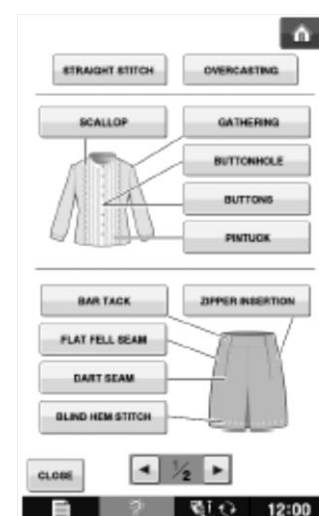 STRAIGHT STITCH OVERCASTING
SCALLOP GATHERING
BUTTONHOLE
BUTTONS
PINTUCK
BAR TACK ZIPPER INSERTION
FLAT FELL SEAM
DART SEAM
BLIND HEM STITCH
CLOSE 1/2
12:00